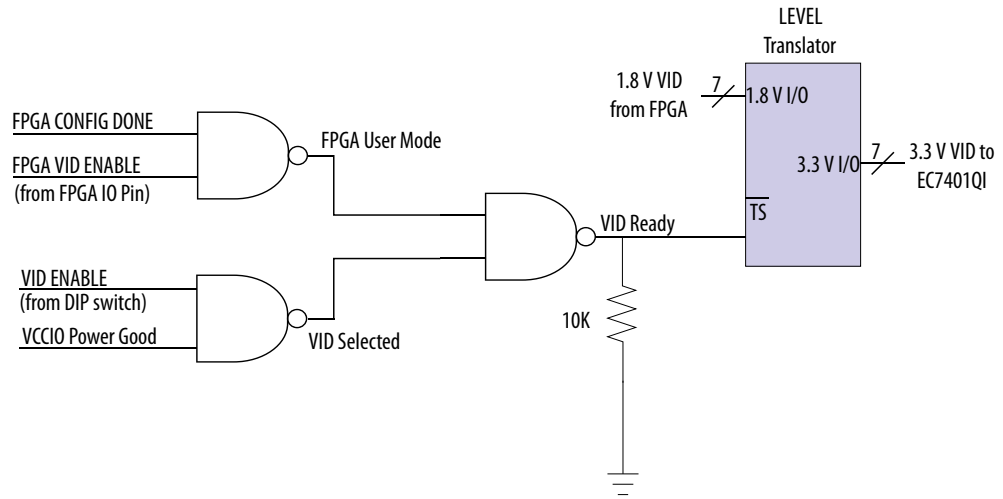 LEVEL
Translator
1.8 V VID
from FPGA
7
1.8 V I/O
FPGA CONFIG DONE
FPGA User Mode
FPGA VID ENABLE
(from FPGA IO Pin)
3.3 V I/O
7
3.3 V VID to
EC7401QI
TS
VID Ready
VID ENABLE
(from DIP switch)
VCCIO Power Good
VID Selected
10K